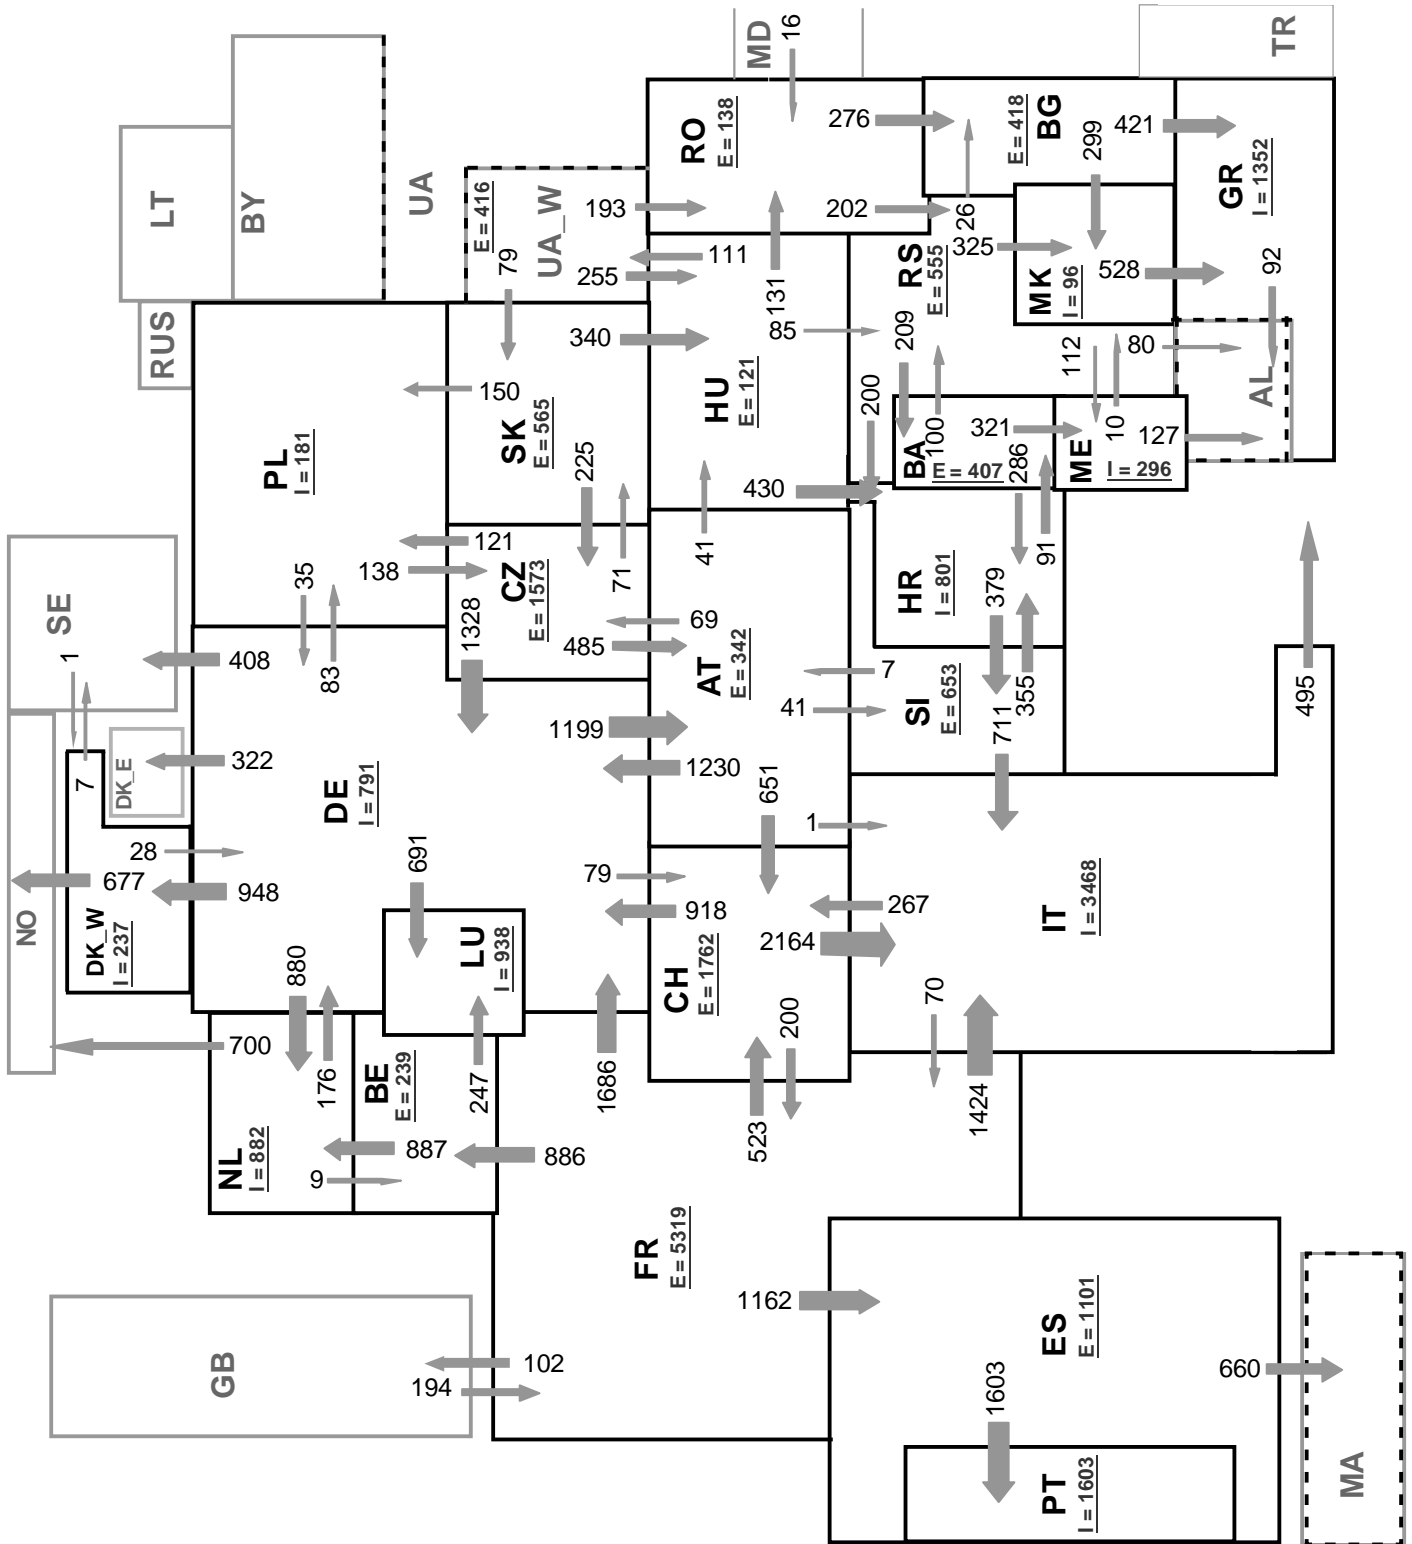 MD
16
TR
RO
E = 138
276
E = 418
BG
299
421
GR
I = 1352
LT
BY
UA
E = 416
UA_W
79
193
202
26
325
RS
E = 555
MK
I = 96
528
92
255
111
131
85
209
112
80
AL
RUS
340
150
SK
E = 565
HU
E = 121
200
100
BA
E = 407
321
286
10
ME
I = 296
127
PL
I = 181
225
430
41
71
121
138
CZ
E = 1573
35
83
1328
69
485
AT
E = 342
HR
I = 801
91
379
355
SE
1
408
7
41
SI
E = 653
711
495
7
DK_E
322
DE
I = 791
1199
1230
651
1
28
677
948
NO
DK_W
I = 237
691
LU
I = 938
79
918
267
2164
CH
E = 1762
IT
I = 3468
880
700
176
BE
E = 239
247
1686
200
523
70
1424
NL
I = 882
887
9
886
FR
E = 5319
1162
ES
E = 1101
660
GB
102
194
1603
PT
I = 1603
MA